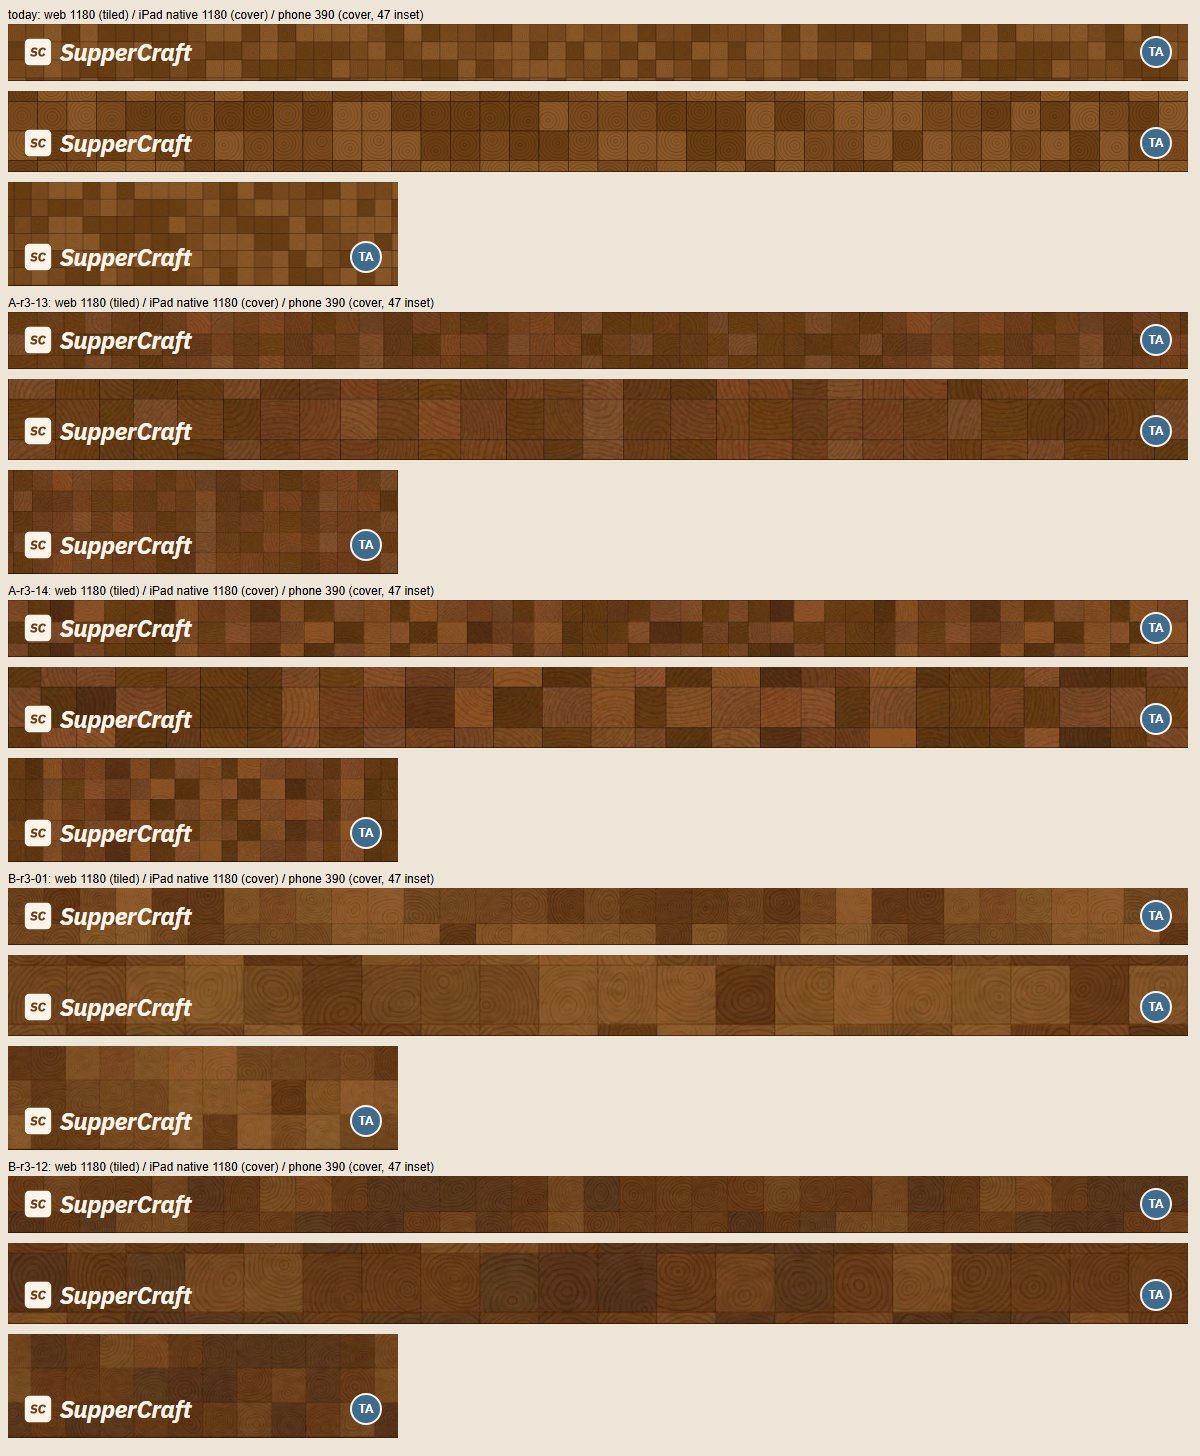 today: web 1180 (tiled) / iPad native 1180 (cover) / phone 390 (cover, 47 inset)
SC SupperCraft TA
SC SupperCraft TA
SC SupperCraft TA
A-r3-13: web 1180 (tiled) / iPad native 1180 (cover) / phone 390 (cover, 47 inset)
SC SupperCraft TA
SC SupperCraft TA
SC SupperCraft TA
A-r3-14: web 1180 (tiled) / iPad native 1180 (cover) / phone 390 (cover, 47 inset)
SC SupperCraft TA
SC SupperCraft TA
SC SupperCraft TA
B-r3-01: web 1180 (tiled) / iPad native 1180 (cover) / phone 390 (cover, 47 inset)
SC SupperCraft TA
SC SupperCraft TA
SC SupperCraft TA
B-r3-12: web 1180 (tiled) / iPad native 1180 (cover) / phone 390 (cover, 47 inset)
SC SupperCraft TA
SC SupperCraft TA
SC SupperCraft TA